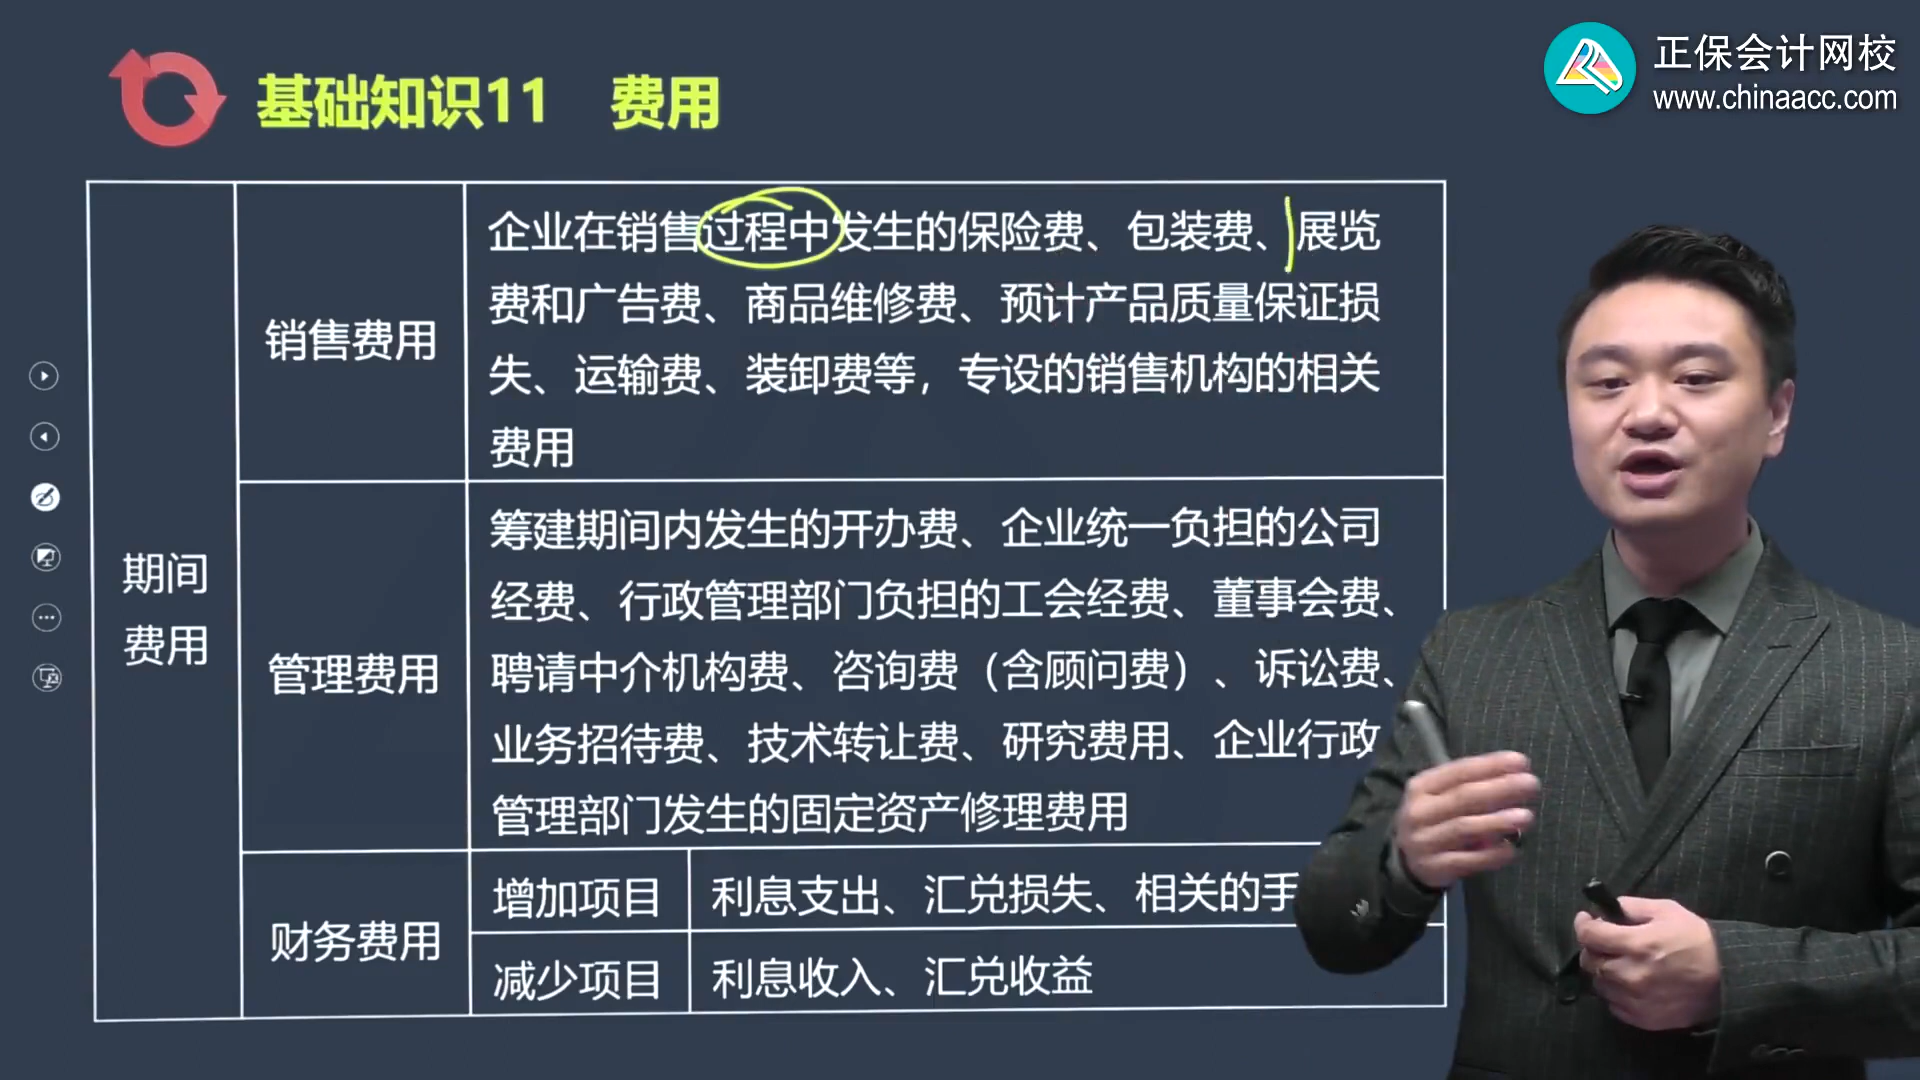 正保会计网校
www.chinaacc.com
基础知识11 费用
期间
费用
销售费用
企业在销售过程中发生的保险费、包装费、展览
费和广告费、商品维修费、预计产品质量保证损
失、运输费、装卸费等，专设的销售机构的相关
费用
管理费用
筹建期间内发生的开办费、企业统一负担的公司
经费、行政管理部门负担的工会经费、董事会费、
聘请中介机构费、咨询费（含顾问费）、诉讼费、
业务招待费、技术转让费、研究费用、企业行政
管理部门发生的固定资产修理费用
财务费用
增加项目
利息支出、汇兑损失、相关的手
减少项目
利息收入、汇兑收益